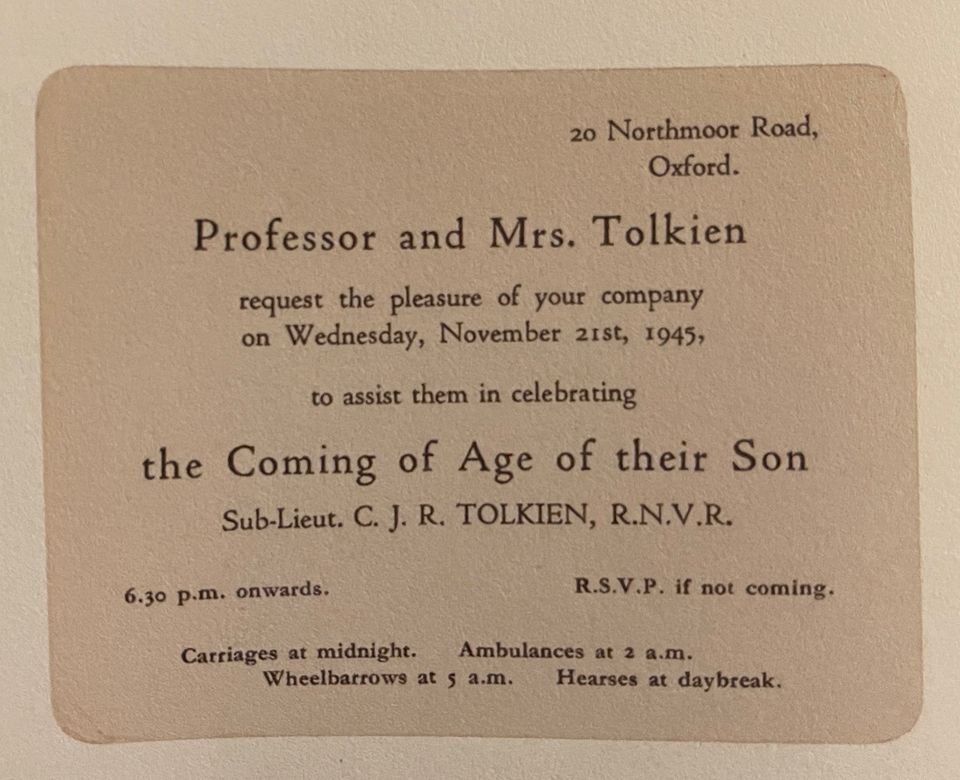 20 Northmoor Road,
Oxford.
Professor and Mrs. Tolkien
request the pleasure of your company
on Wednesday, November 21st, 1945,
to assist them in celebrating
the Coming of Age of their Son
Sub-Lieut. C. J. R. TOLKIEN, R.N.V.R.
6.30 p.m. onwards. R.S.V.P. if not coming.
Carriages at midnight. Ambulances at 2 a.m.
Wheelbarrows at 5 a.m. Hearses at daybreak.